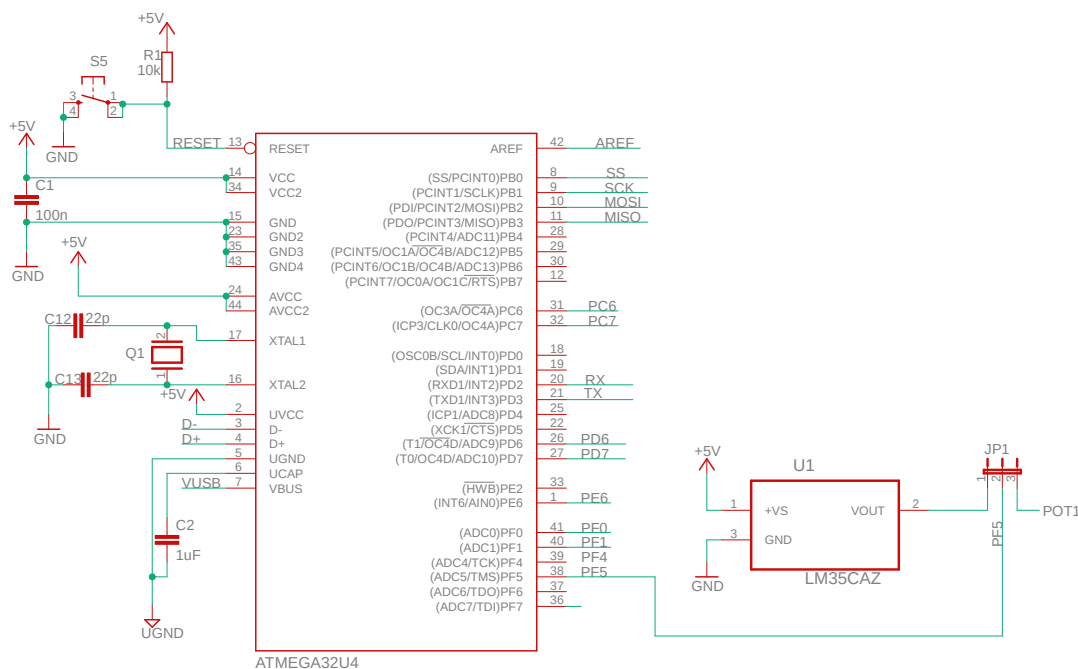 +5V
R1
10k
S5
3 1
4 2
GND
+5V
C1
100n
GND
+5V
C12 22p
Q1
2
1
C13 22p
GND
+5V
RESET 13 RESET
14 VCC
34 VCC2
15 GND
23 GND2
35 GND3
43 GND4
24 AVCC
44 AVCC2
17 XTAL1
16 XTAL2
2 UVCC
D- 3 D-
D+ 4 D+
5 UGND
6 UCAP
VUSB 7 VBUS
C2
1uF
UGND
AREF 42 AREF
(SS/PCINT0)PB0 8 SS
(PCINT1/SCLK)PB1 9 SCK
(PDI/PCINT2/MOSI)PB2 10 MOSI
(PDO/PCINT3/MISO)PB3 11 MISO
(PCINT4/ADC11)PB4 28
(PCINT5/OC1A/OC4B/ADC12)PB5 29
(PCINT6/OC1B/OC4B/ADC13)PB6 30
(PCINT7/OC0A/OC1C/RTS)PB7 12
(OC3A/OC4A)PC6 31 PC6
(ICP3/CLK0/OC4A)PC7 32 PC7
(OSC0B/SCL/INT0)PD0 18
(SDA/INT1)PD1 19
(RXD1/INT2)PD2 20 RX
(TXD1/INT3)PD3 21 TX
(ICP1/ADC8)PD4 25
(XCK1/CTS)PD5 22
(T1/OC4D/ADC9)PD6 26 PD6
(T0/OC4D/ADC10)PD7 27 PD7
(HWB)PE2 33
(INT6/AIN0)PE6 1 PE6
(ADC0)PF0 41 PF0
(ADC1)PF1 40 PF1
(ADC4/TCK)PF4 39 PF4
(ADC5/TMS)PF5 38 PF5
(ADC6/TDO)PF6 37
(ADC7/TDI)PF7 36
ATMEGA32U4
+5V
U1
1 +VS VOUT 2
3 GND
GND
LM35CAZ
JP1
1 2 3
PF5
POT1